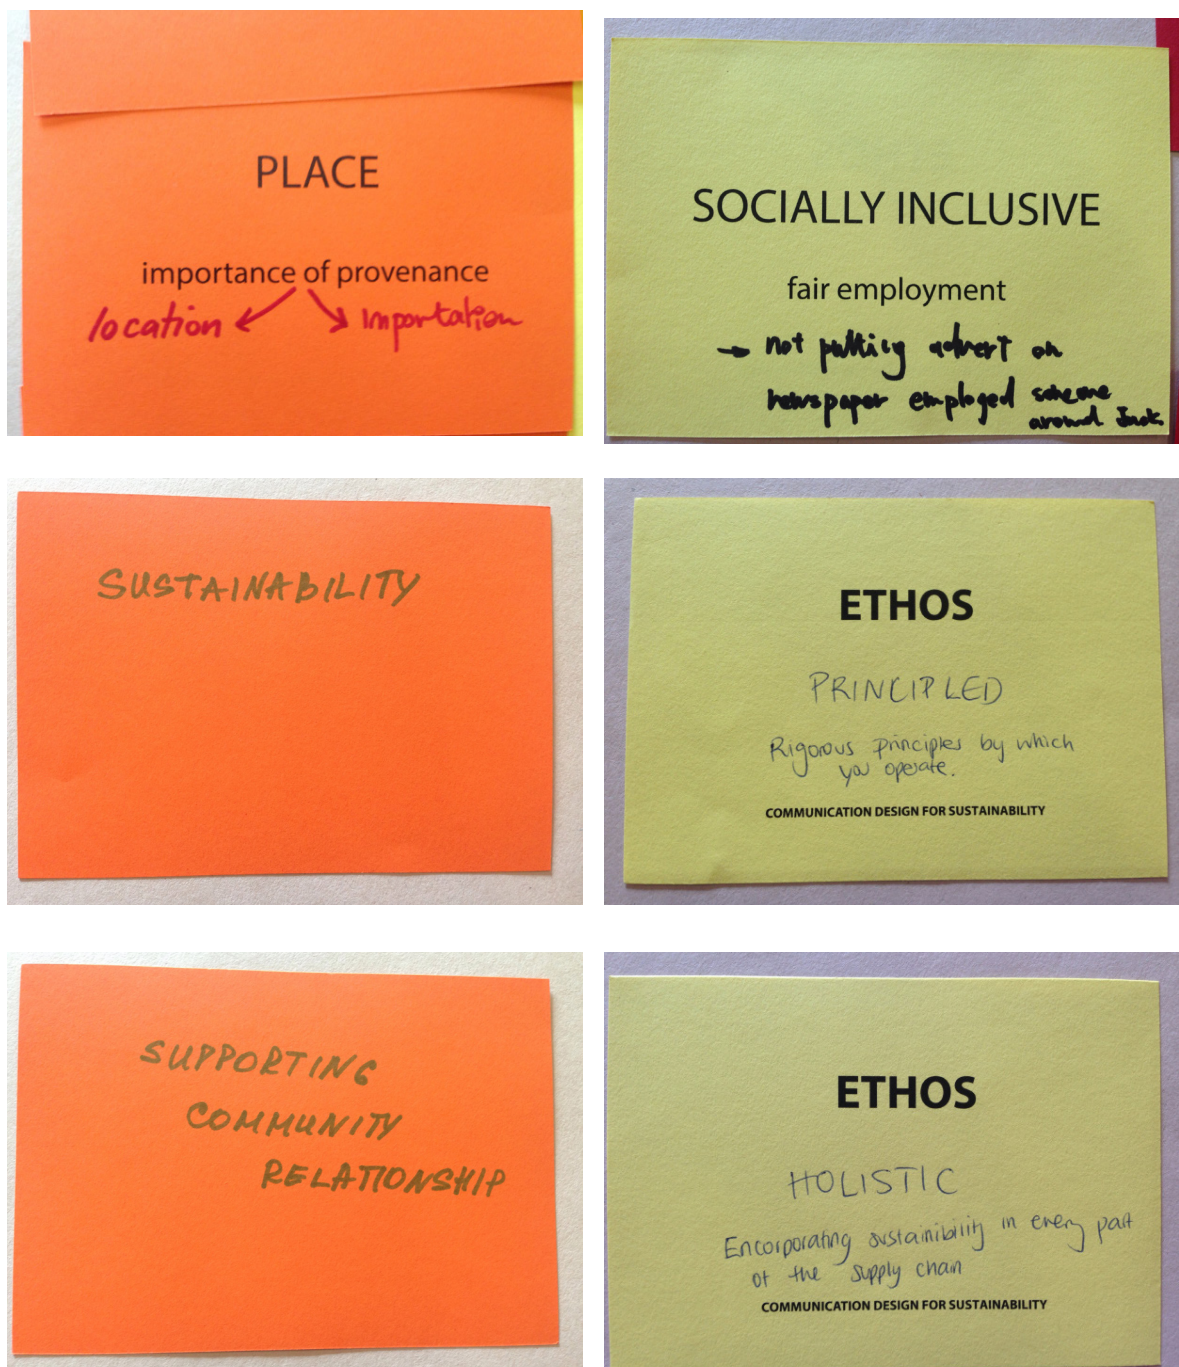 PLACE
importance of provenance
location importation
SOCIALLY INCLUSIVE
fair employment
→ not putting advert on
newspaper employed
around
SUSTAINABILITY
ETHOS
PRINCIPLED
Rigorous principles by which
you operate.
COMMUNICATION DESIGN FOR SUSTAINABILITY
SUPPORTING
COMMUNITY
RELATIONSHIP
ETHOS
HOLISTIC
Encorporating sustainibility in every part
of the supply chain
COMMUNICATION DESIGN FOR SUSTAINABILITY